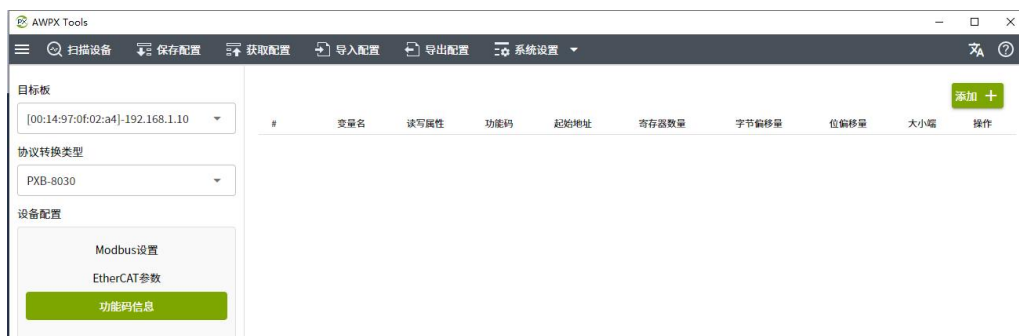 AWPX Tools
扫描设备 保存配置 获取配置 导入配置 导出配置 系统设置
目标板
添加 +
[00:14:97:0f:02:a4]-192.168.1.10
# 变量名 读写属性 功能码 起始地址 寄存器数量 字节偏移量 位偏移量 大小端 操作
协议转换类型
PXB-8030
设备配置
Modbus设置
EtherCAT参数
功能码信息